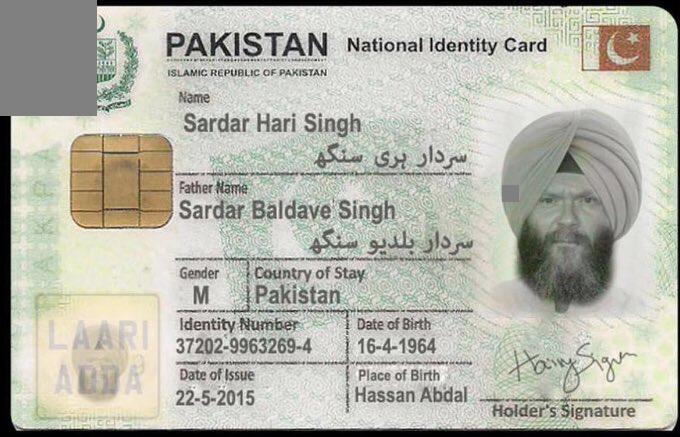 PAKISTAN National Identity Card
ISLAMIC REPUBLIC OF PAKISTAN
Name
Sardar Hari Singh
سردار ہری سنگھ
Father Name
Sardar Baldave Singh
سردار بلدیو سنگھ
Gender Country of Stay
M Pakistan
Identity Number Date of Birth
37202-9963269-4 16-4-1964
Date of Issue Place of Birth
22-5-2015 Hassan Abdal
LAARI
ADDA
Holder's Signature